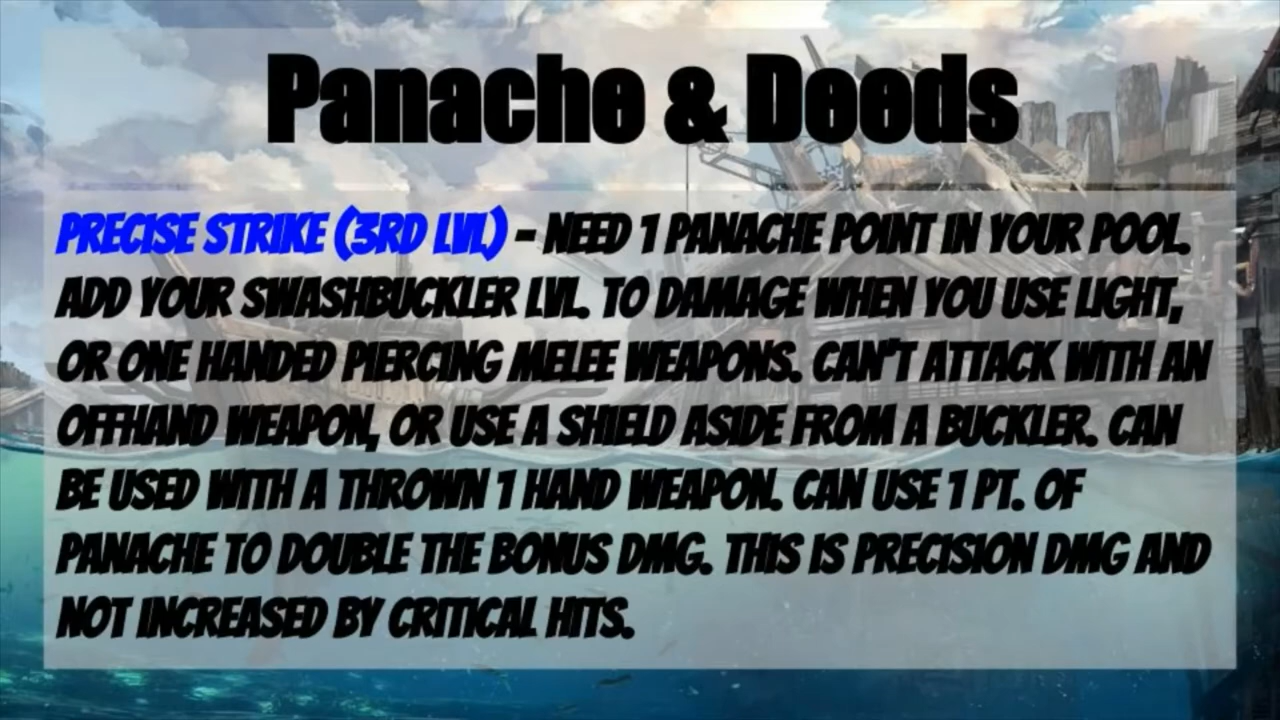 Panache & Deeds
PRECISE STRIKE (3RD LVL) - NEED 1 PANACHE POINT IN YOUR POOL.
ADD YOUR SWASHBUCKLER LVL. TO DAMAGE WHEN YOU USE LIGHT,
OR ONE HANDED PIERCING MELEE WEAPONS. CAN'T ATTACK WITH AN
OFFHAND WEAPON, OR USE A SHIELD ASIDE FROM A BUCKLER. CAN
BE USED WITH A THROWN 1 HAND WEAPON. CAN USE 1 PT. OF
PANACHE TO DOUBLE THE BONUS DMG. THIS IS PRECISION DMG AND
NOT INCREASED BY CRITICAL HITS.